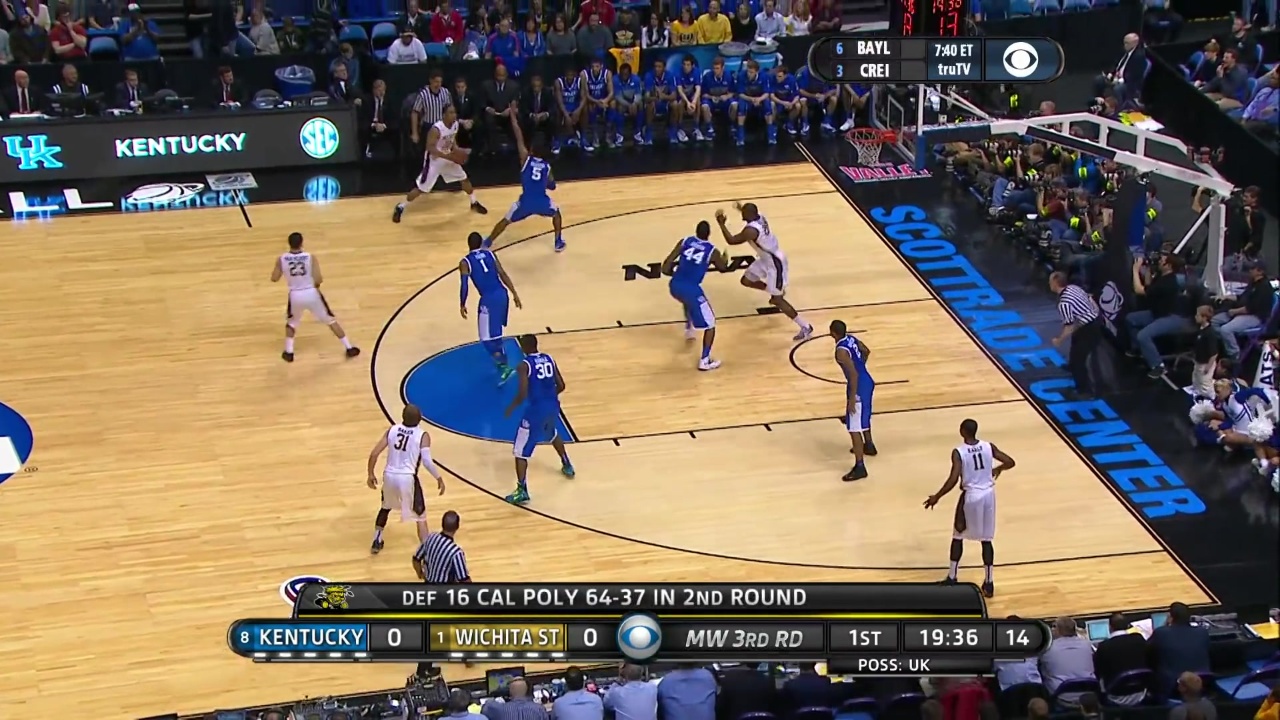 6 BAYL 7:40 ET
3 CREI truTV
UK KENTUCKY SEC
5
23
1
44
NCAA
30
31
11
SCOTTRADE CENTER
DEF 16 CAL POLY 64-37 IN 2ND ROUND
8 KENTUCKY 0 1 WICHITA ST 0 MW 3RD RD 1ST 19:36 14
POSS: UK